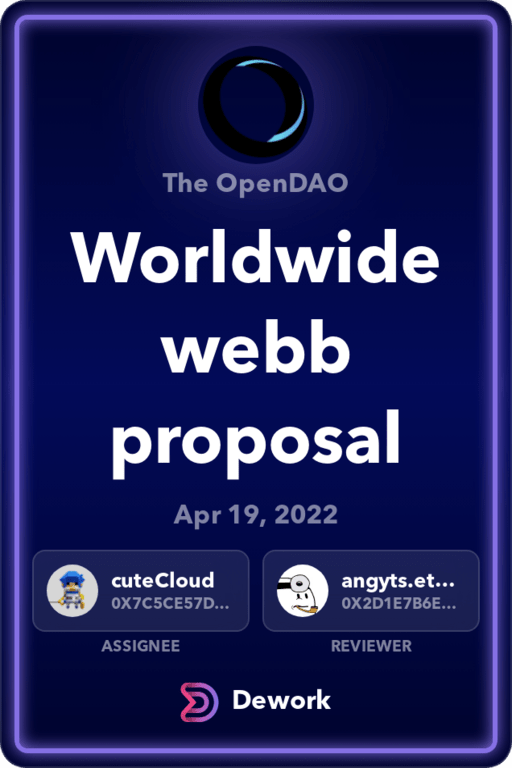 The OpenDAO
Worldwide
webb
proposal
Apr 19, 2022
cuteCloud
0X7C5CE57D...
ASSIGNEE
angyts.et...
0X2D1E7B6E...
REVIEWER
Dework